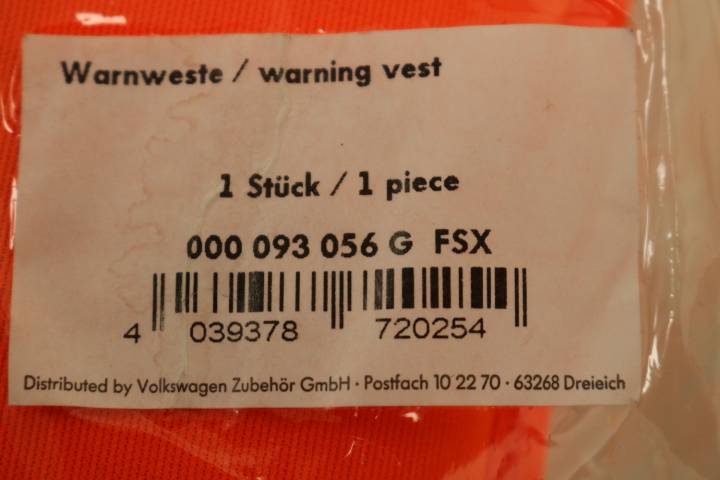 Warnweste / warning vest
1 Stück / 1 piece
000 093 056 G FSX
4 039378 720254
Distributed by Volkswagen Zubehör GmbH · Postfach 10 22 70 · 63268 Dreieich